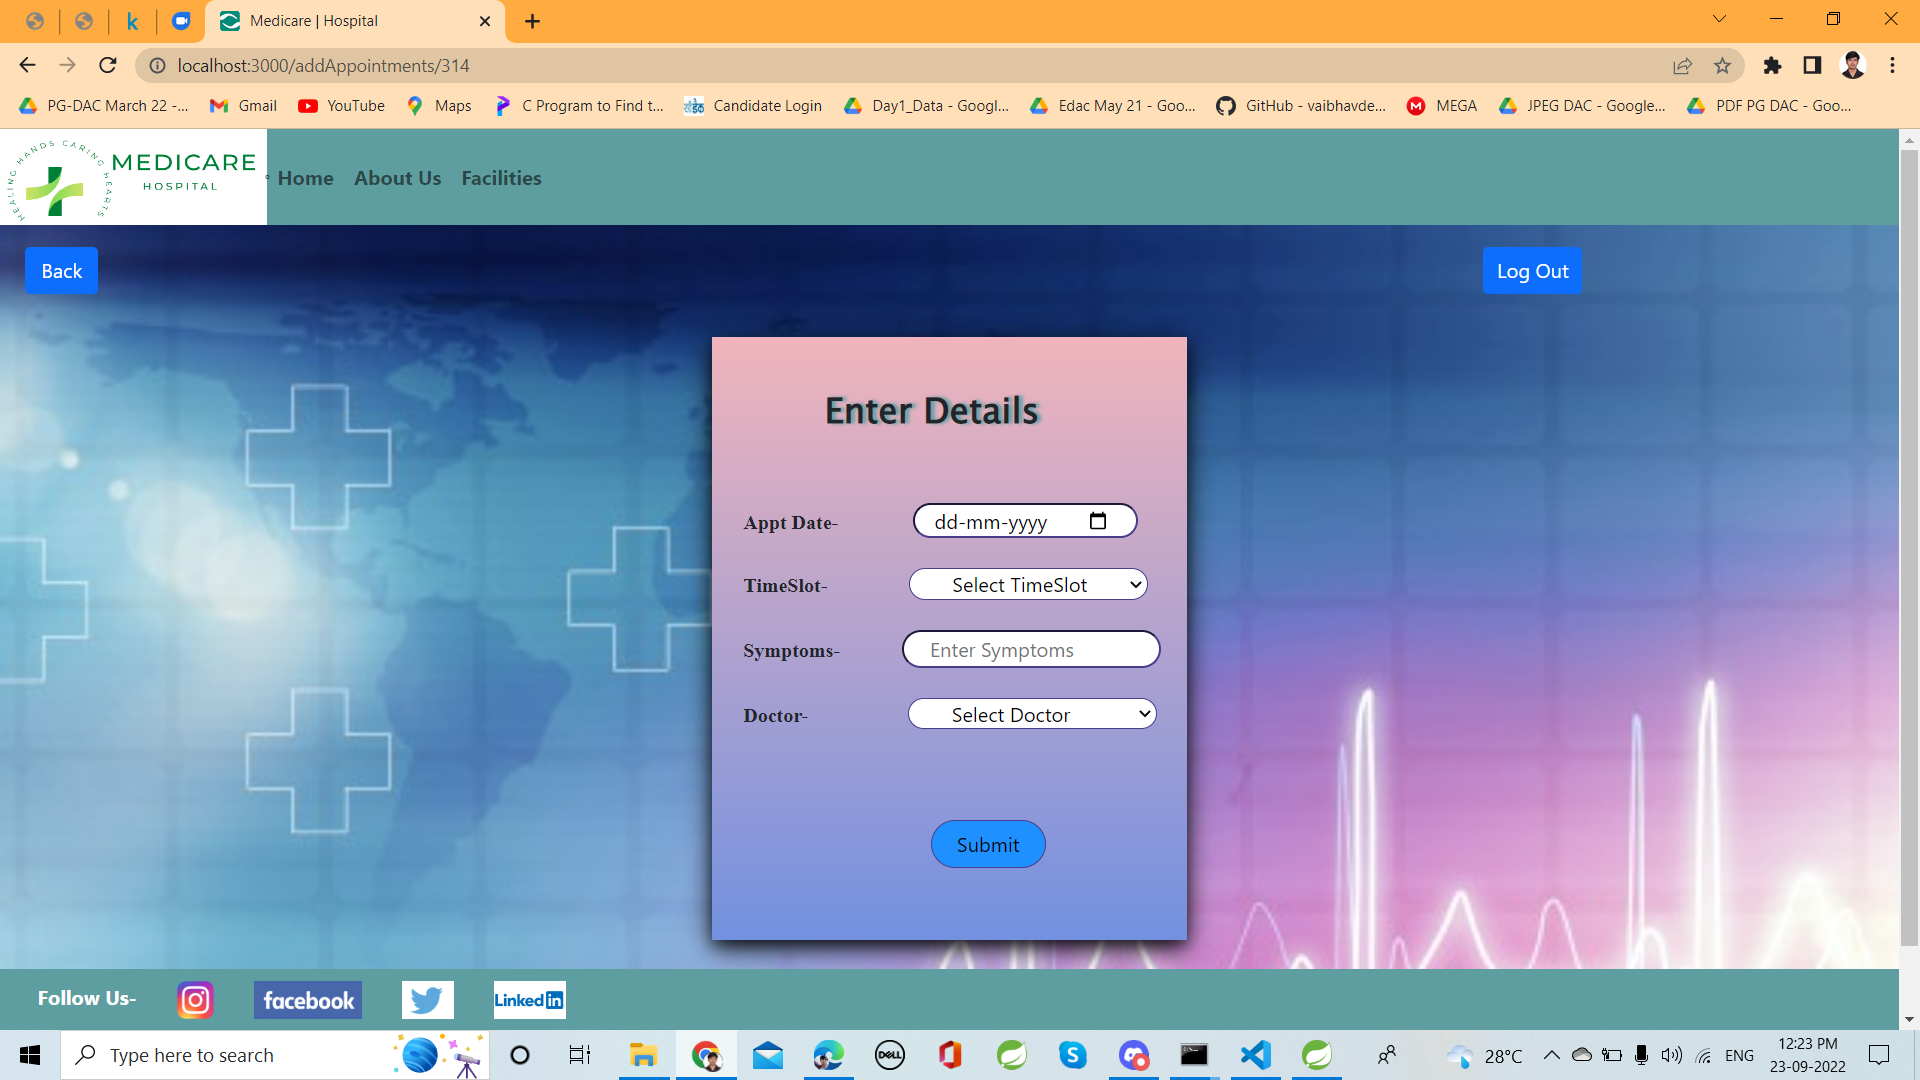 Medicare | Hospital
localhost:3000/addAppointments/314
PG-DAC March 22 -...
Gmail
YouTube
Maps
C Program to Find t...
Candidate Login
Day1_Data - Googl...
Edac May 21 - Goo...
GitHub - vaibhavde...
MEGA
JPEG DAC - Google...
PDF PG DAC - Goo...
HEALING HANDS CARING HEARTS
MEDICARE
HOSPITAL
Home
About Us
Facilities
Back
Log Out
Enter Details
Appt Date-
dd-mm-yyyy
TimeSlot-
Select TimeSlot
Symptoms-
Enter Symptoms
Doctor-
Select Doctor
Submit
Follow Us-
facebook
Linked in
Type here to search
DELL
28°C
ENG
12:23 PM
23-09-2022